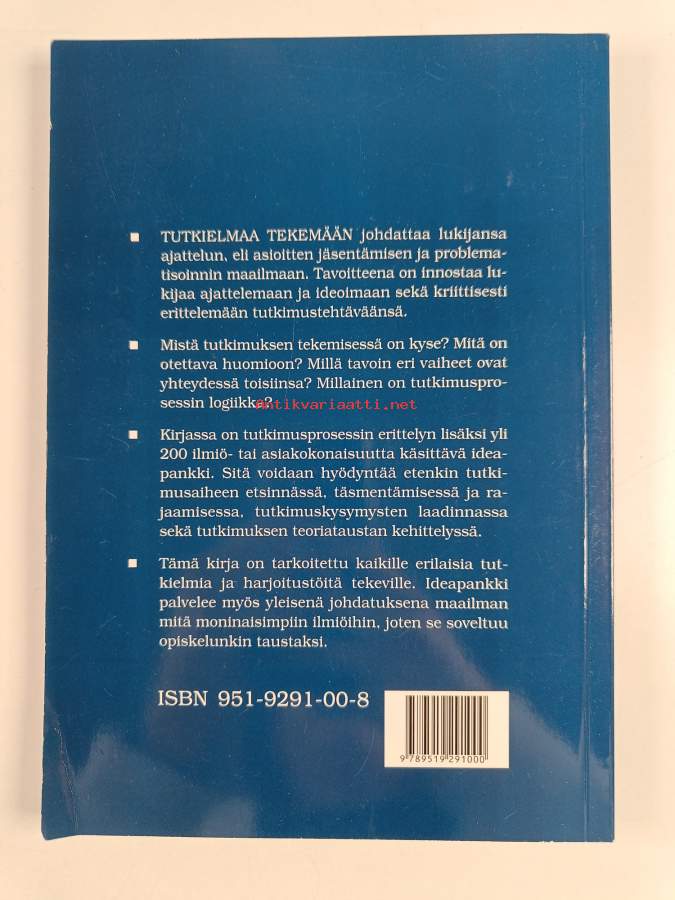 TUTKIELMAA TEKEMÄÄN johdattaa lukijansa
ajattelun, eli asioitten jäsentämisen ja problema-
tisoinnin maailmaan. Tavoitteena on innostaa lu-
kijaa ajattelemaan ja ideoimaan sekä kriittisesti
erittelemään tutkimustehtäväänsä.
Mistä tutkimuksen tekemisessä on kyse? Mitä on
otettava huomioon? Millä tavoin eri vaiheet ovat
yhteydessä toisiinsa? Millainen on tutkimuspro-
sessin logiikka?
Antikvariaatti.net
Kirjassa on tutkimusprosessin erittelyn lisäksi yli
200 ilmiö- tai asiakokonaisuutta käsittävä idea-
pankki. Sitä voidaan hyödyntää etenkin tutki-
musaiheen etsinnässä, täsmentämisessä ja ra-
jaamisessa, tutkimuskysymysten laadinnassa
sekä tutkimuksen teoriataustan kehittelyssä.
Tämä kirja on tarkoitettu kaikille erilaisia tut-
kielmia ja harjoitustöitä tekeville. Ideapankki
palvelee myös yleisenä johdatuksena maailman
mitä moninaisimpiin ilmiöihin, joten se soveltuu
opiskelunkin taustaksi.
ISBN 951-9291-00-8
9 789519 291000